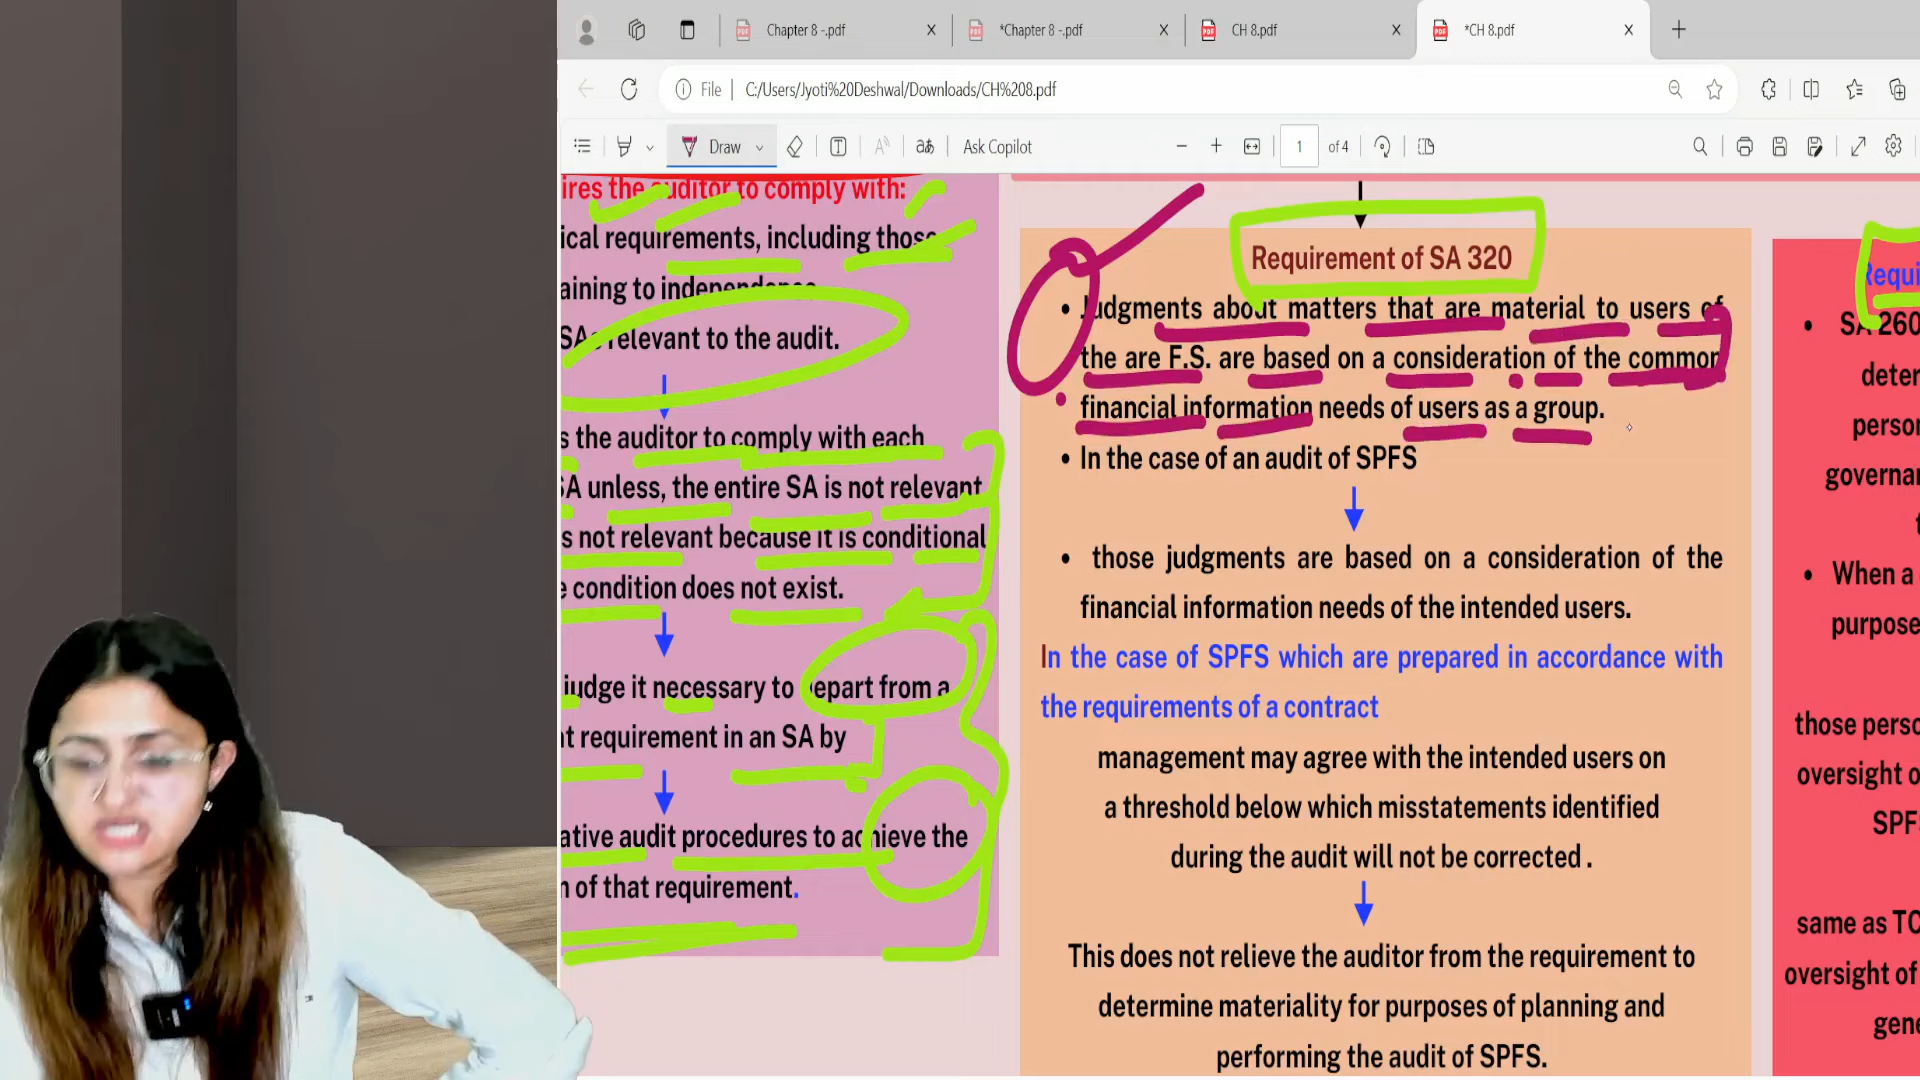 Chapter 8 -.pdf
*Chapter 8 -.pdf
CH 8.pdf
*CH 8.pdf
File
C:/Users/Jyoti%20Deshwal/Downloads/CH%208.pdf
Draw
Ask Copilot
1 of 4
ires the auditor to comply with:
ical requirements, including those
aining to independence
SAs relevant to the audit.
s the auditor to comply with each
SA unless, the entire SA is not relevant
s not relevant because it is conditional
e condition does not exist.
judge it necessary to depart from a
t requirement in an SA by
ative audit procedures to achieve the
n of that requirement.
Requirement of SA 320
• Judgments about matters that are material to users of
the are F.S. are based on a consideration of the common
financial information needs of users as a group.
• In the case of an audit of SPFS
• those judgments are based on a consideration of the
financial information needs of the intended users.
In the case of SPFS which are prepared in accordance with
the requirements of a contract
management may agree with the intended users on
a threshold below which misstatements identified
during the audit will not be corrected .
This does not relieve the auditor from the requirement to
determine materiality for purposes of planning and
performing the audit of SPFS.
Requi
• SA 260
deter
person
governan
t
• When a
purpose
those perso
oversight o
SPFS
same as TC
oversight of
gene